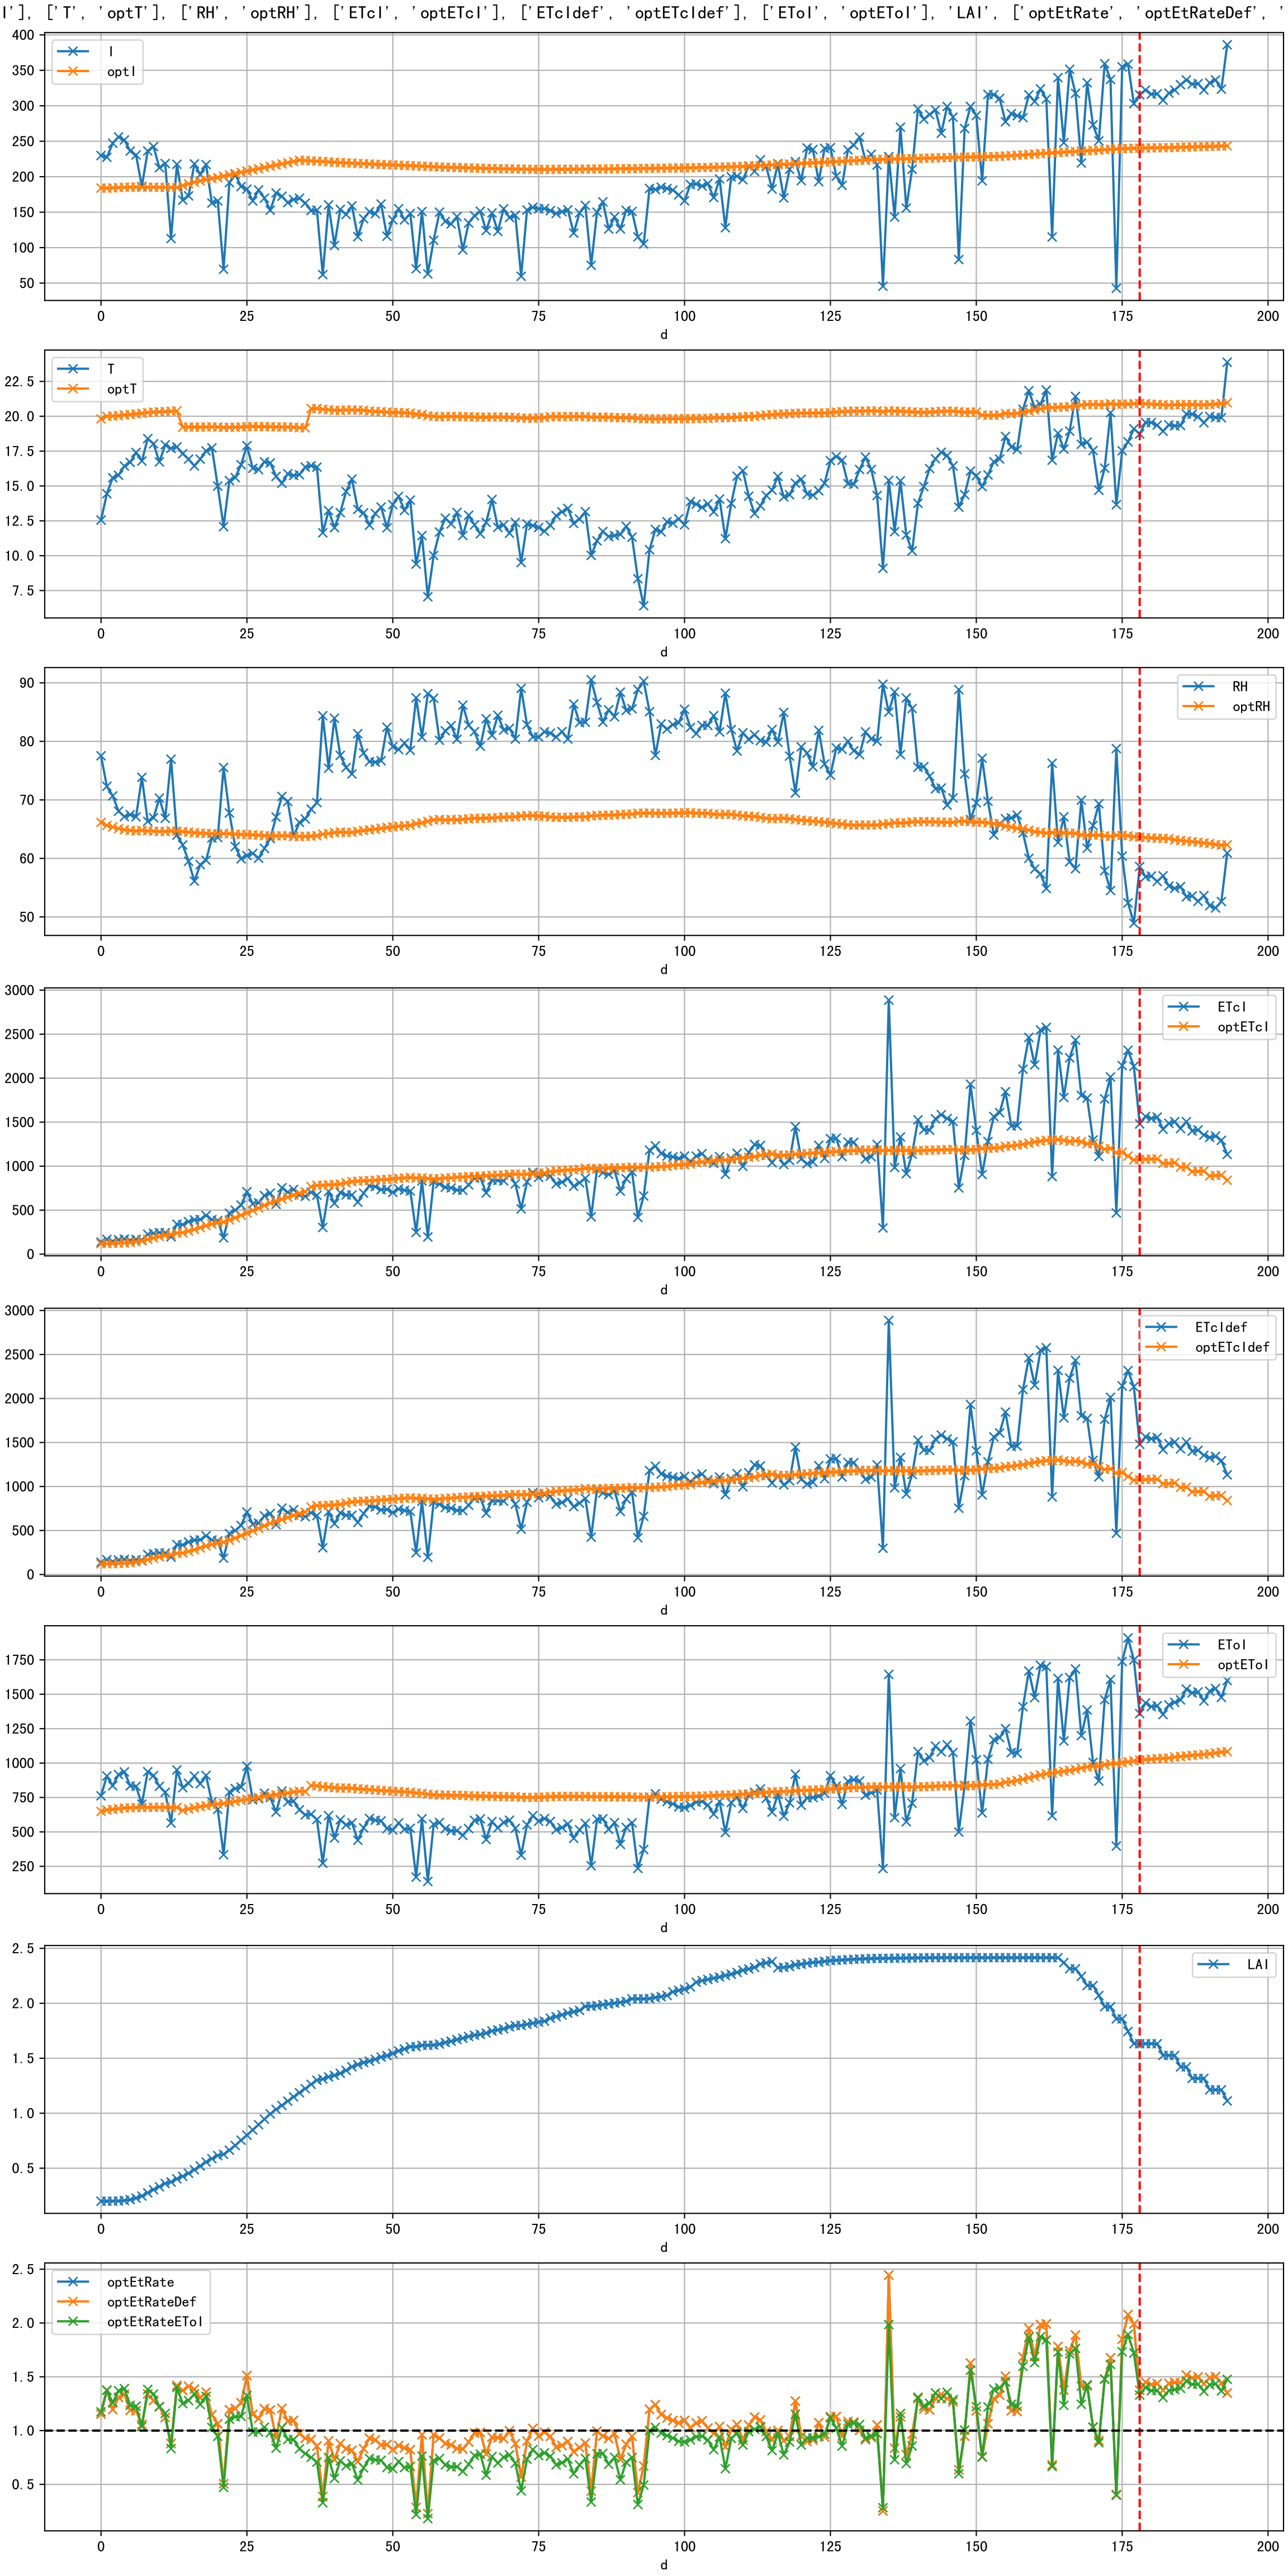 I'], ['T', 'optT'], ['RH', 'optRH'], ['ETcI', 'optETcI'], ['ETcIdef', 'optETcIdef'], ['EToI', 'optEToI'], 'LAI', ['optEtRate', 'optEtRateDef', '
400
350
300
250
200
150
100
50
I
optI
0 25 50 75 100 125 150 175 200
d
22.5
20.0
17.5
15.0
12.5
10.0
7.5
T
optT
0 25 50 75 100 125 150 175 200
d
90
80
70
60
50
RH
optRH
0 25 50 75 100 125 150 175 200
d
3000
2500
2000
1500
1000
500
0
ETcI
optETcI
0 25 50 75 100 125 150 175 200
d
3000
2500
2000
1500
1000
500
0
ETcIdef
optETcIdef
0 25 50 75 100 125 150 175 200
d
1750
1500
1250
1000
750
500
250
EToI
optEToI
0 25 50 75 100 125 150 175 200
d
2.5
2.0
1.5
1.0
0.5
LAI
0 25 50 75 100 125 150 175 200
d
2.5
2.0
1.5
1.0
0.5
optEtRate
optEtRateDef
optEtRateEToI
0 25 50 75 100 125 150 175 200
d